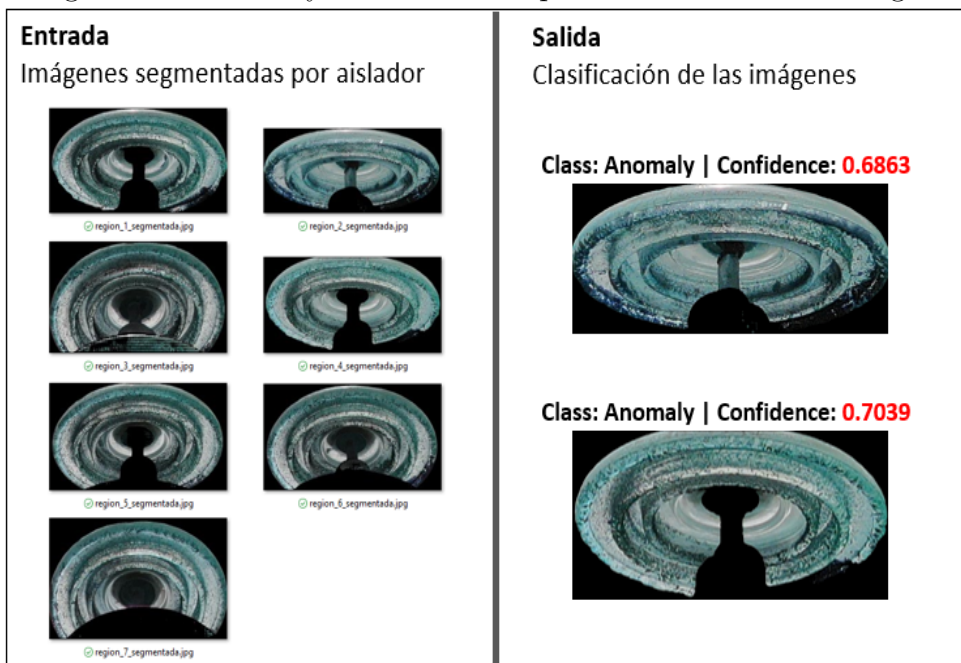 Entrada
Imágenes segmentadas por aislador
region_1_segmentada.jpg
region_2_segmentada.jpg
region_3_segmentada.jpg
region_4_segmentada.jpg
region_5_segmentada.jpg
region_6_segmentada.jpg
region_7_segmentada.jpg
Salida
Clasificación de las imágenes
Class: Anomaly | Confidence: 0.6863
Class: Anomaly | Confidence: 0.7039